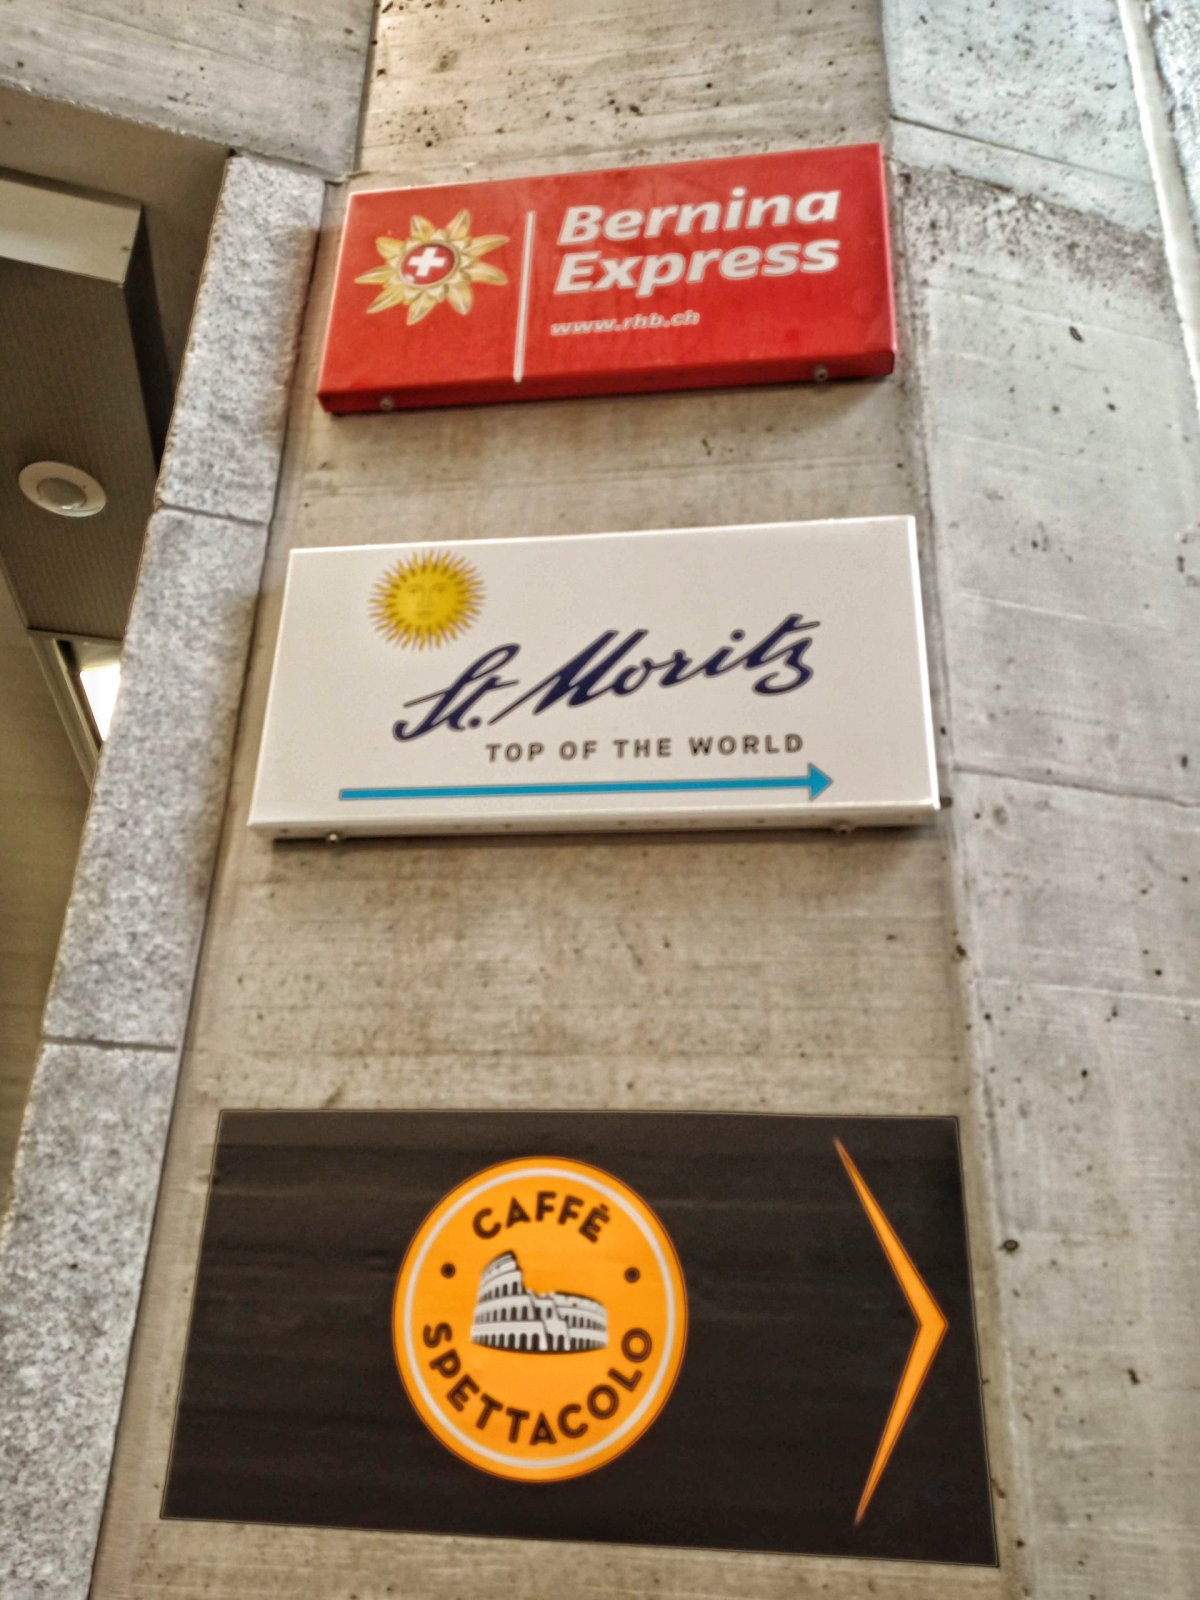 Bernina
Express
www.rhb.ch
St. Moritz
TOP OF THE WORLD
CAFFÈ
SPETTACOLO